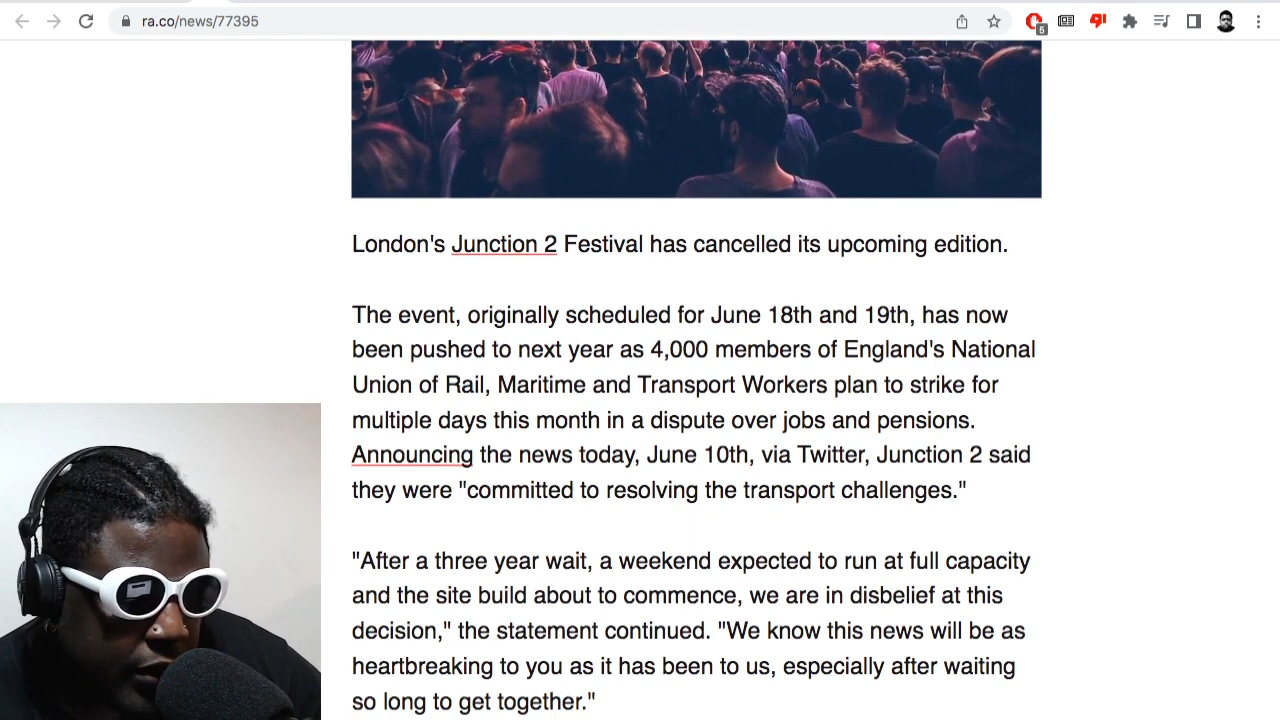 ra.co/news/77395
5
London's Junction 2 Festival has cancelled its upcoming edition.
The event, originally scheduled for June 18th and 19th, has now
been pushed to next year as 4,000 members of England's National
Union of Rail, Maritime and Transport Workers plan to strike for
multiple days this month in a dispute over jobs and pensions.
Announcing the news today, June 10th, via Twitter, Junction 2 said
they were "committed to resolving the transport challenges."
"After a three year wait, a weekend expected to run at full capacity
and the site build about to commence, we are in disbelief at this
decision," the statement continued. "We know this news will be as
heartbreaking to you as it has been to us, especially after waiting
so long to get together."